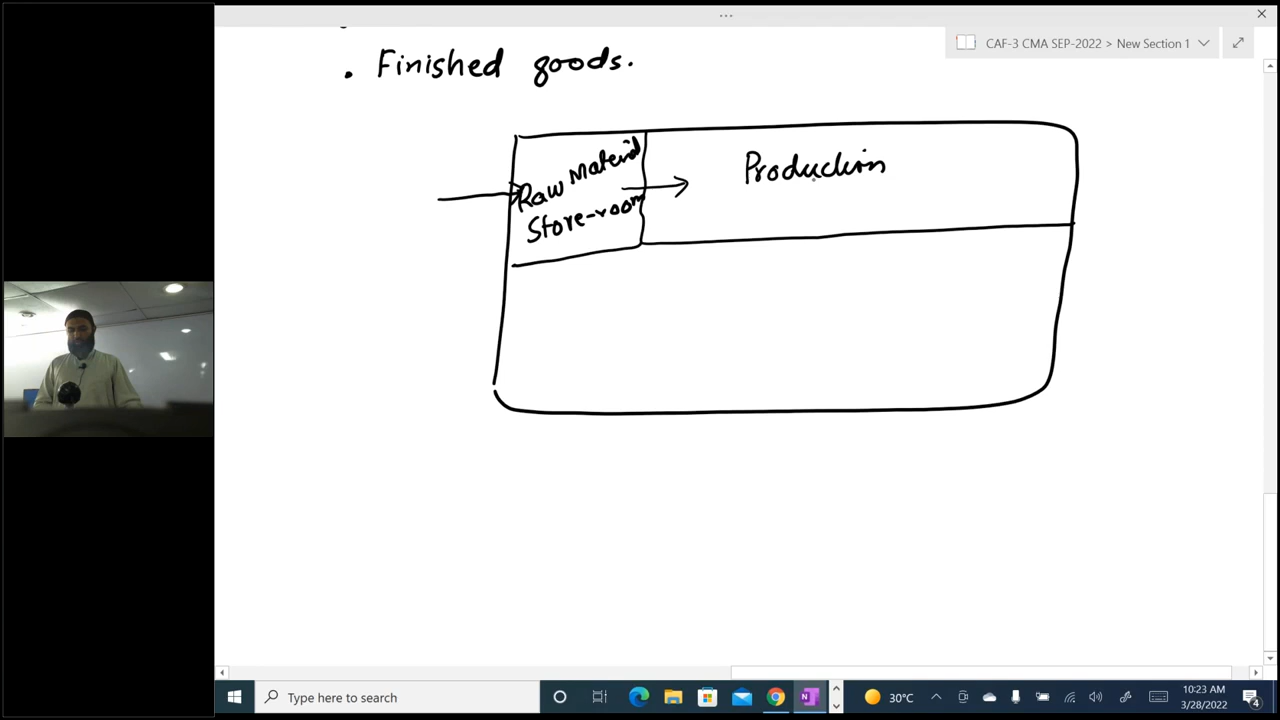 CAF-3 CMA SEP-2022 > New Section 1
. Finished goods.
Raw Material
Store-room
Production
Type here to search
30°C
10:23 AM
3/28/2022
4